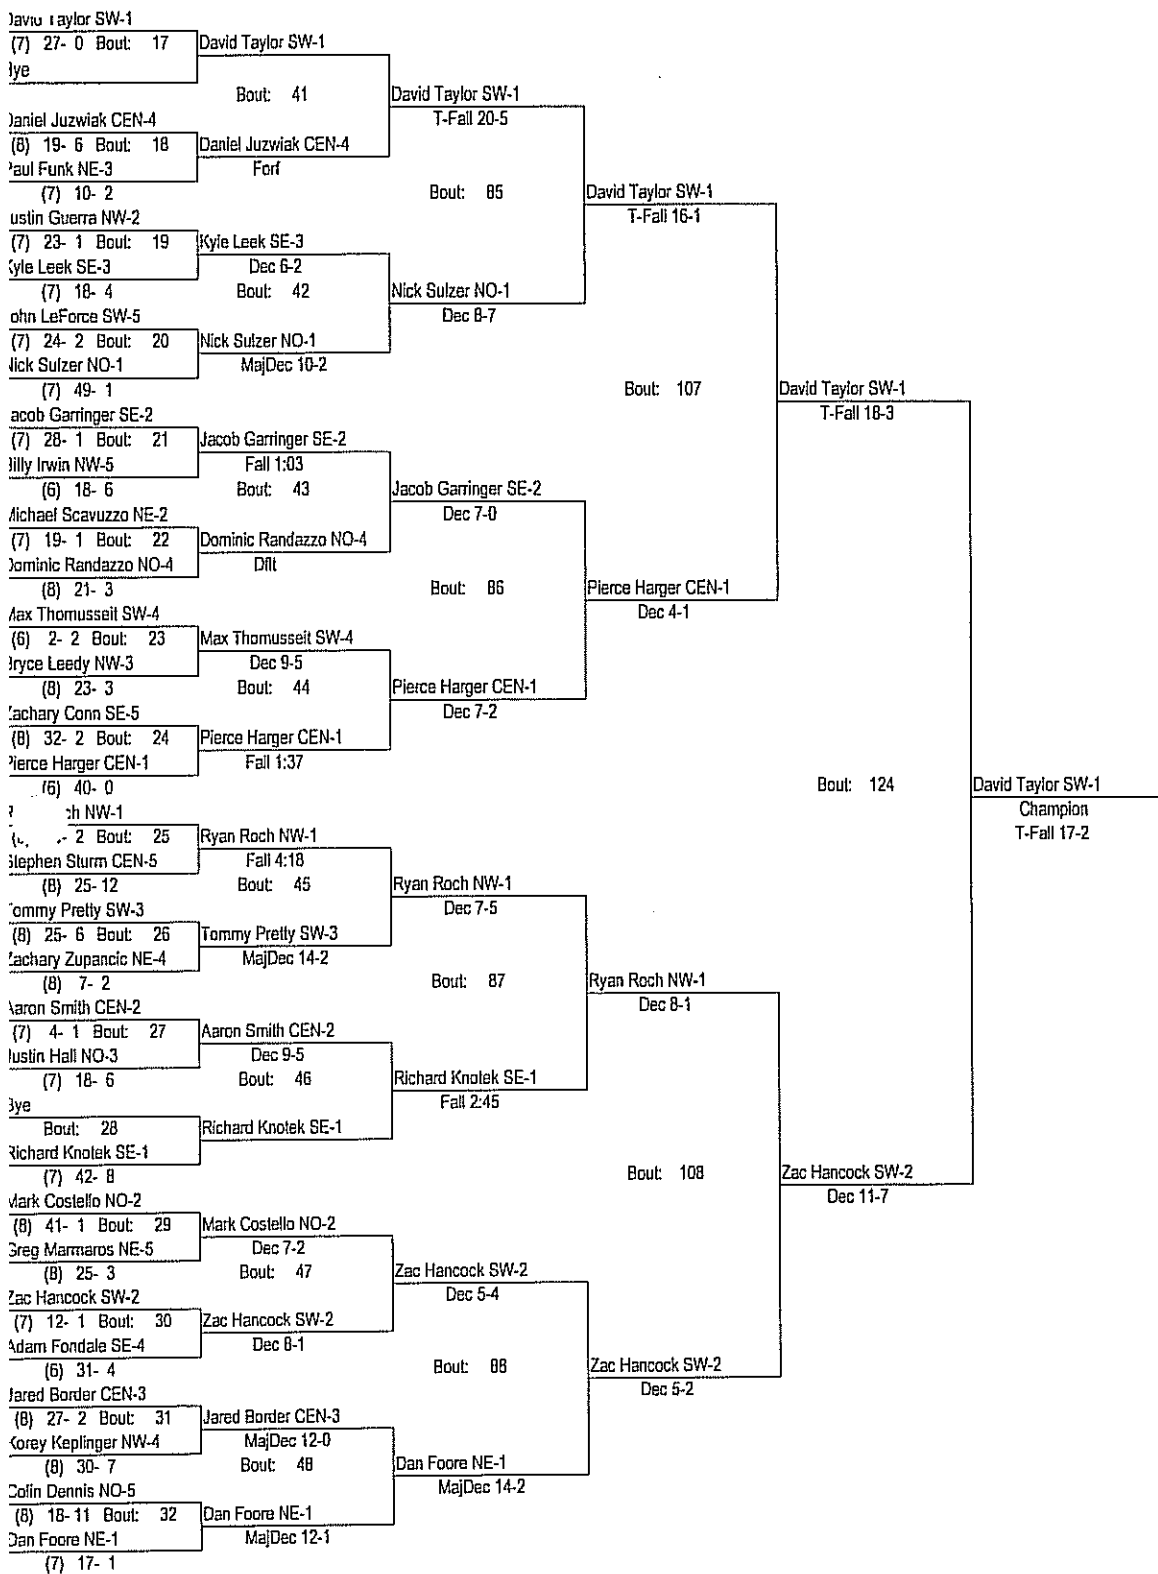 David Taylor SW-1
(7) 27- 0 Bout: 17
Bye
David Taylor SW-1
Bout: 41
Daniel Juzwiak CEN-4
(8) 19- 6 Bout: 18
Paul Funk NE-3
(7) 10- 2
Daniel Juzwiak CEN-4
Forf
David Taylor SW-1
T-Fall 20-5
Bout: 85
ustin Guerra NW-2
(7) 23- 1 Bout: 19
Kyle Leek SE-3
(7) 18- 4
Kyle Leek SE-3
Dec 6-2
Bout: 42
ohn LeForce SW-5
(7) 24- 2 Bout: 20
Nick Sulzer NO-1
(7) 49- 1
Nick Sulzer NO-1
MajDec 10-2
Nick Sulzer NO-1
Dec 8-7
David Taylor SW-1
T-Fall 16-1
Bout: 107
Jacob Garringer SE-2
(7) 28- 1 Bout: 21
Billy Irwin NW-5
(6) 18- 6
Jacob Garringer SE-2
Fall 1:03
Bout: 43
Michael Scavuzzo NE-2
(7) 19- 1 Bout: 22
Dominic Randazzo NO-4
(8) 21- 3
Dominic Randazzo NO-4
Dflt
Jacob Garringer SE-2
Dec 7-0
Bout: 86
Max Thomusseit SW-4
(6) 2- 2 Bout: 23
Bryce Leedy NW-3
(8) 23- 3
Max Thomusseit SW-4
Dec 9-5
Bout: 44
Zachary Conn SE-5
(8) 32- 2 Bout: 24
Pierce Harger CEN-1
(6) 40- 0
Pierce Harger CEN-1
Fall 1:37
Pierce Harger CEN-1
Dec 7-2
Pierce Harger CEN-1
Dec 4-1
David Taylor SW-1
T-Fall 18-3
Bout: 124
David Taylor SW-1
Champion
T-Fall 17-2
R ch NW-1
- 2 Bout: 25
Stephen Sturm CEN-5
(8) 25- 12
Ryan Roch NW-1
Fall 4:18
Bout: 45
Tommy Pretty SW-3
(8) 25- 6 Bout: 26
Zachary Zupancic NE-4
(8) 7- 2
Tommy Pretty SW-3
MajDec 14-2
Ryan Roch NW-1
Dec 7-5
Bout: 87
Aaron Smith CEN-2
(7) 4- 1 Bout: 27
Justin Hall NO-3
(7) 18- 6
Aaron Smith CEN-2
Dec 9-5
Bout: 46
Bye
Bout: 28
Richard Knotek SE-1
(7) 42- 8
Richard Knotek SE-1
Richard Knotek SE-1
Fall 2:45
Ryan Roch NW-1
Dec 8-1
Bout: 108
Mark Costello NO-2
(8) 41- 1 Bout: 29
Greg Marmaros NE-5
(8) 25- 3
Mark Costello NO-2
Dec 7-2
Bout: 47
Zac Hancock SW-2
(7) 12- 1 Bout: 30
Adam Fondale SE-4
(6) 31- 4
Zac Hancock SW-2
Dec 8-1
Zac Hancock SW-2
Dec 5-4
Bout: 88
Jared Border CEN-3
(8) 27- 2 Bout: 31
Korey Keplinger NW-4
(8) 30- 7
Jared Border CEN-3
MajDec 12-0
Bout: 48
Colin Dennis NO-5
(8) 18- 11 Bout: 32
Dan Foore NE-1
(7) 17- 1
Dan Foore NE-1
MajDec 12-1
Dan Foore NE-1
MajDec 14-2
Zac Hancock SW-2
Dec 5-2
Zac Hancock SW-2
Dec 11-7